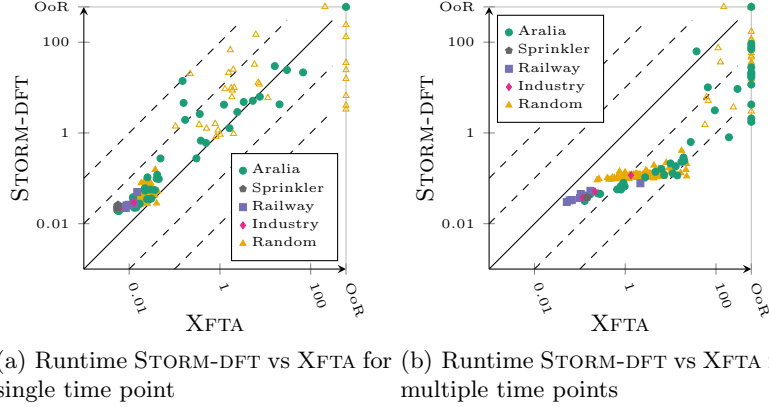 OoR
100
1
0.01
STORM-DFT
Aralia
Sprinkler
Railway
Industry
Random
0.01
1
100
OoR
XFTA
(a) Runtime STORM-DFT vs XFTA for
single time point
OoR
100
1
0.01
STORM-DFT
Aralia
Sprinkler
Railway
Industry
Random
0.01
1
100
OoR
XFTA
(b) Runtime STORM-DFT vs XFTA
multiple time points